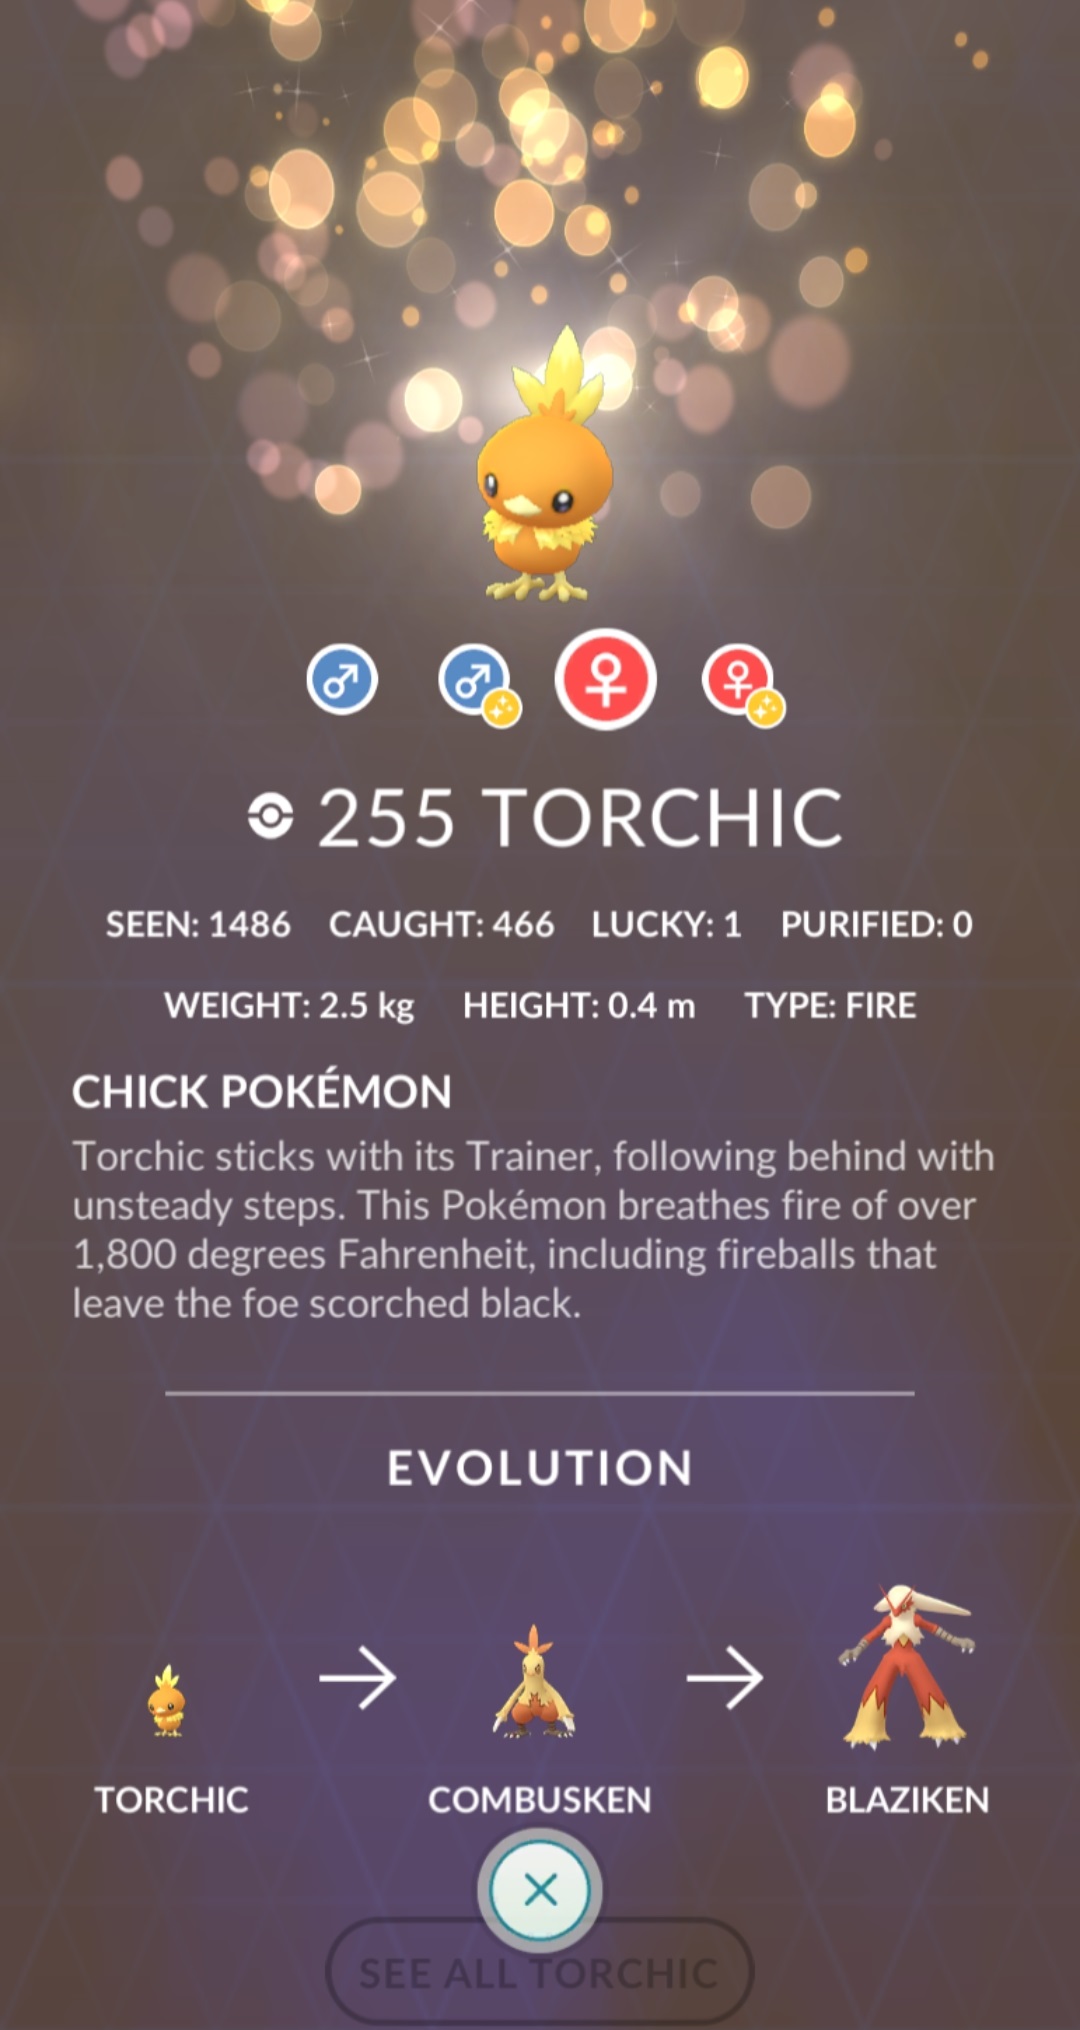 255 TORCHIC
SEEN: 1486 CAUGHT: 466 LUCKY: 1 PURIFIED: 0
WEIGHT: 2.5 kg HEIGHT: 0.4 m TYPE: FIRE
CHICK POKÉMON
Torchic sticks with its Trainer, following behind with
unsteady steps. This Pokémon breathes fire of over
1,800 degrees Fahrenheit, including fireballs that
leave the foe scorched black.
EVOLUTION
TORCHIC COMBUSKEN BLAZIKEN
SEE ALL TORCHIC